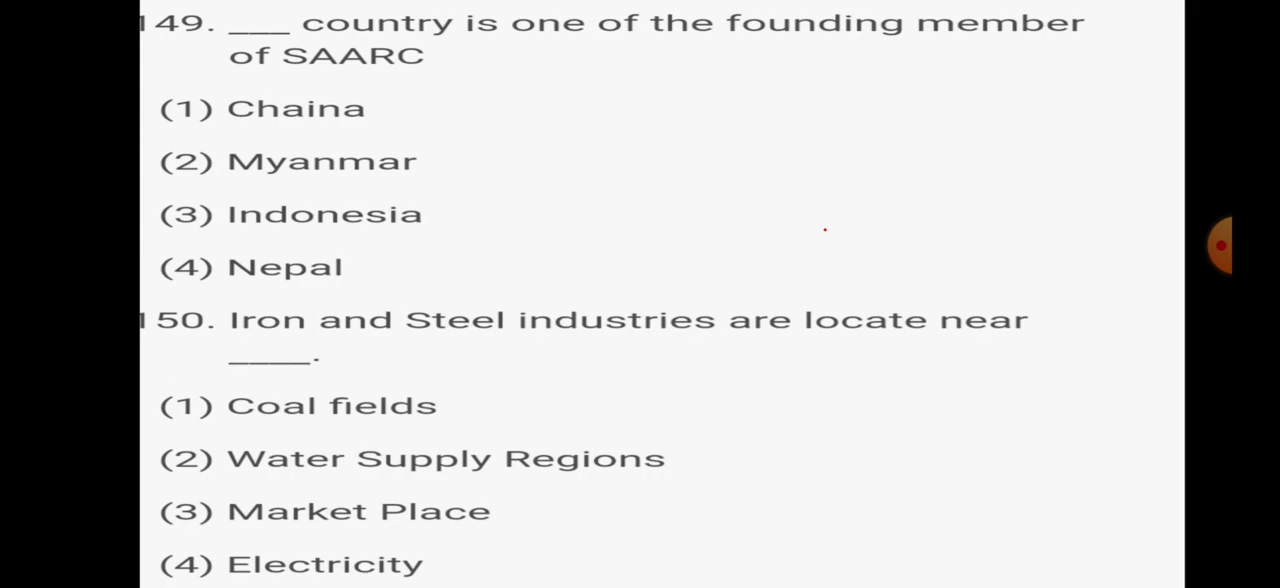 149. ___ country is one of the founding member
of SAARC
(1) Chaina
(2) Myanmar
(3) Indonesia
(4) Nepal
150. Iron and Steel industries are locate near
____.
(1) Coal fields
(2) Water Supply Regions
(3) Market Place
(4) Electricity